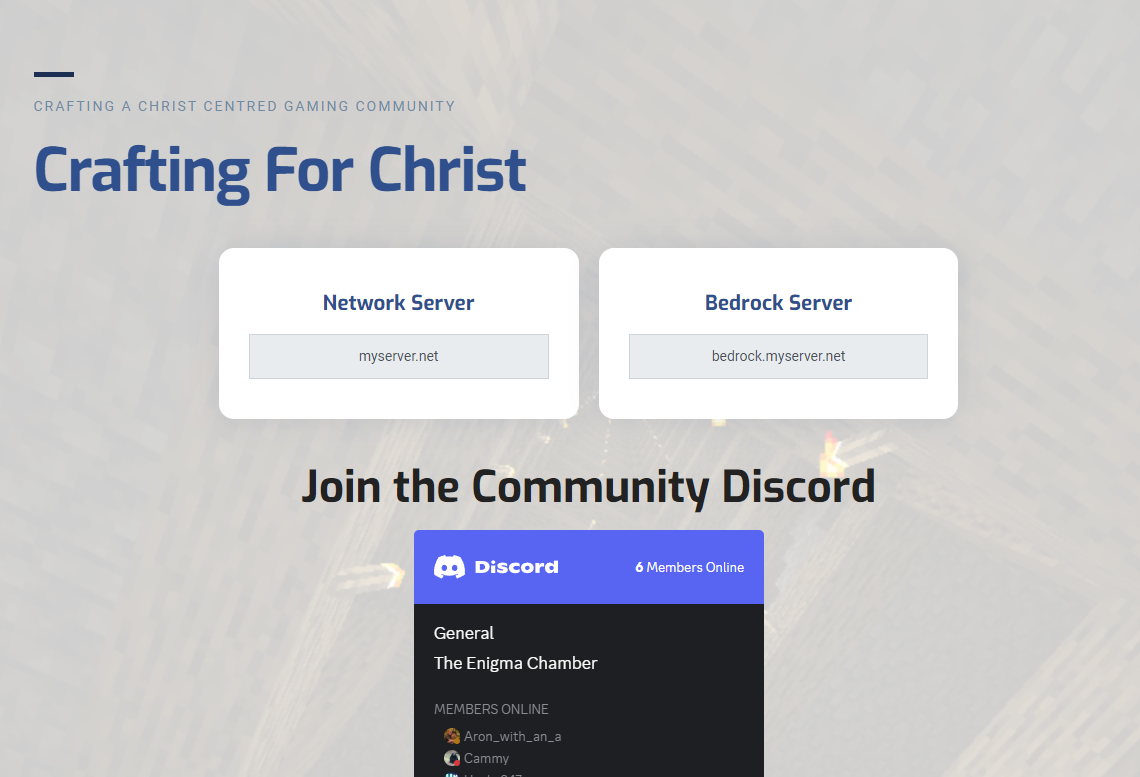 CRAFTING A CHRIST CENTRED GAMING COMMUNITY
Crafting For Christ
Network Server
myserver.net
Bedrock Server
bedrock.myserver.net
Join the Community Discord
Discord
6 Members Online
General
The Enigma Chamber
MEMBERS ONLINE
Aron_with_an_a
Cammy